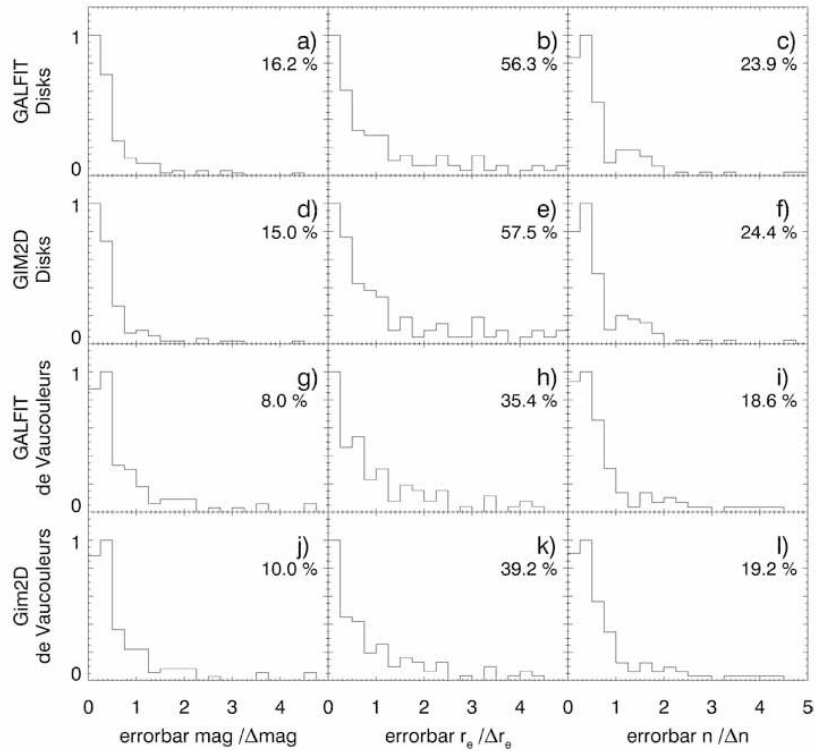 GALFIT
Disks
1
0
a)
16.2 %
b)
56.3 %
c)
23.9 %
GIM2D
Disks
1
0
d)
15.0 %
e)
57.5 %
f)
24.4 %
GALFIT
de Vaucouleurs
1
0
g)
8.0 %
h)
35.4 %
i)
18.6 %
Gim2D
de Vaucouleurs
1
0
j)
10.0 %
k)
39.2 %
l)
19.2 %
0 1 2 3 4 0 1 2 3 4 0 1 2 3 4 5
errorbar mag /Δmag
errorbar r_e /Δr_e
errorbar n /Δn